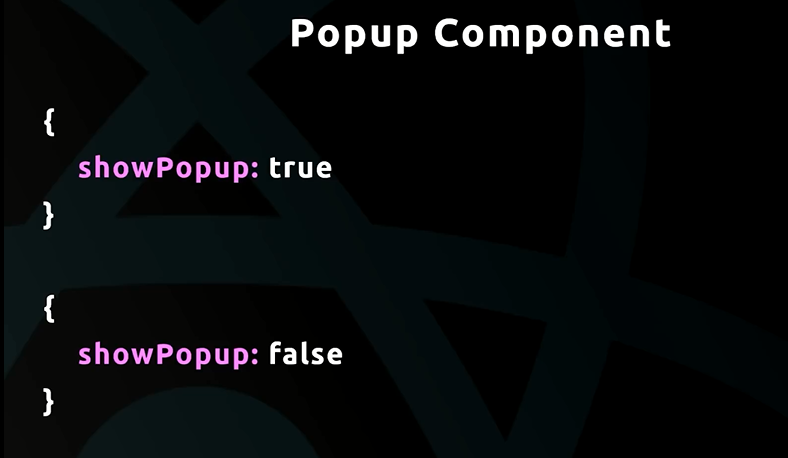 Popup Component
{
showPopup: true
}
{
showPopup: false
}